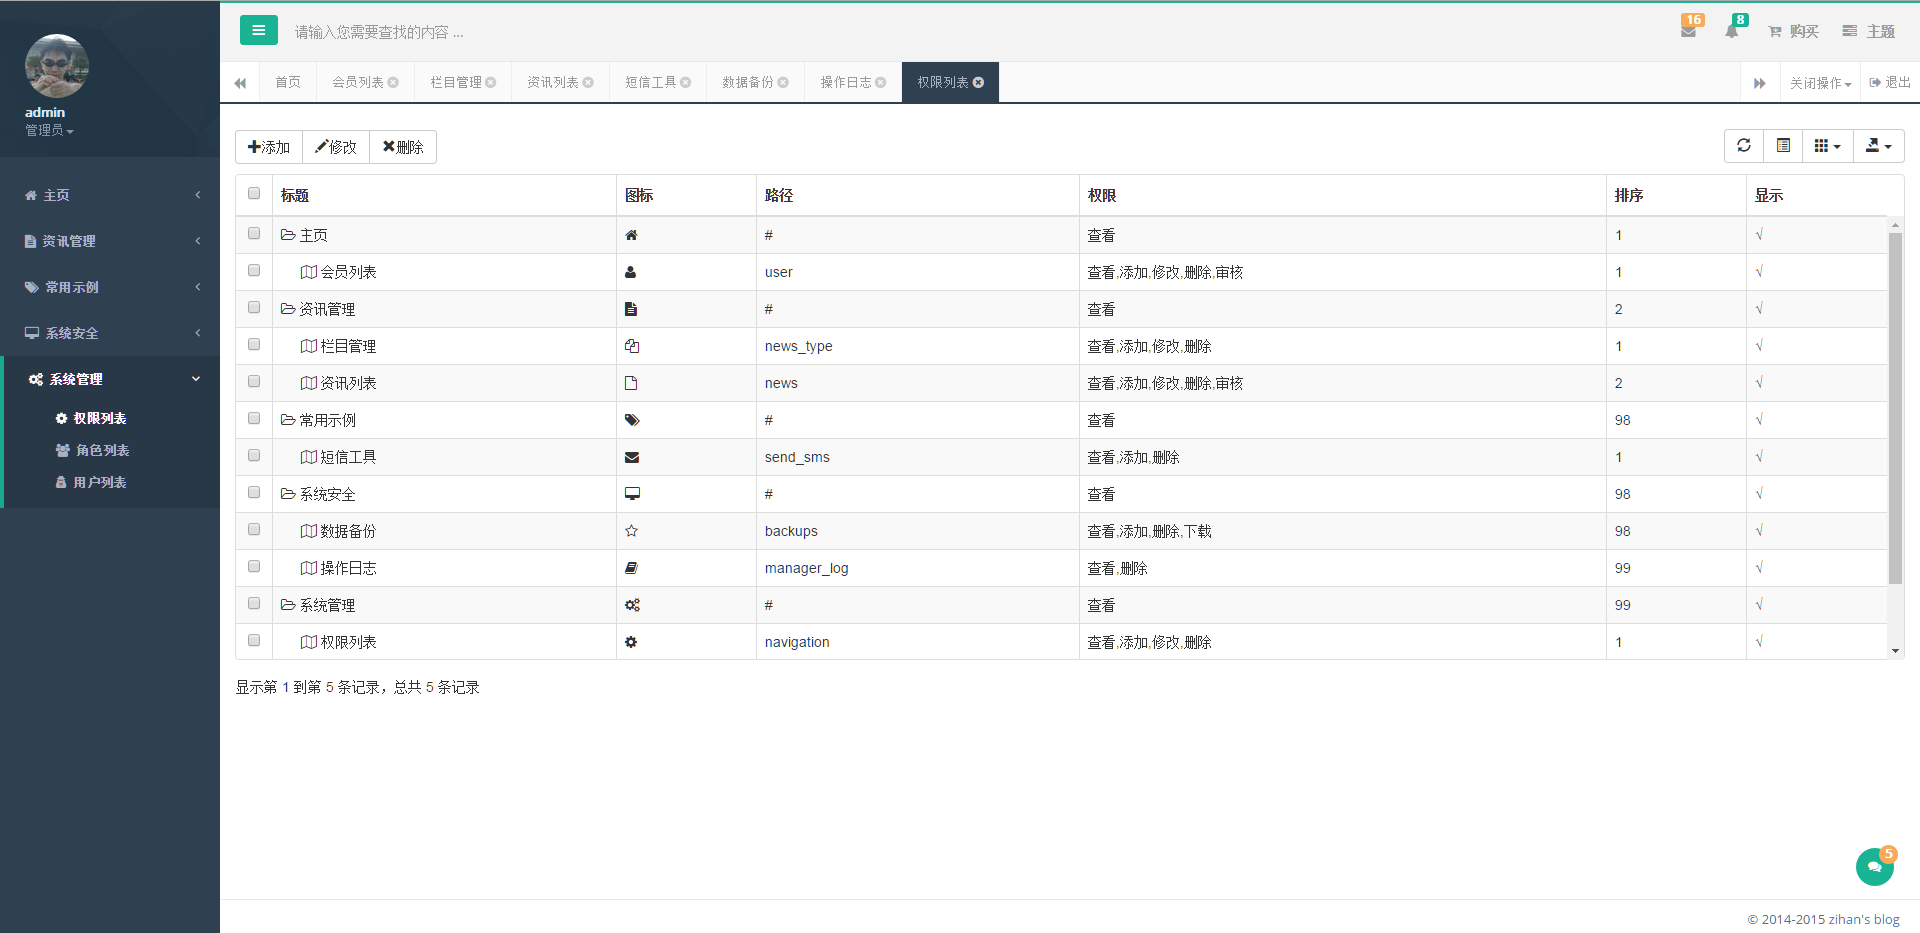 请输入您需要查找的内容 ...
16
8
购买
主题
admin
管理员
首页
会员列表
栏目管理
资讯列表
短信工具
数据备份
操作日志
权限列表
关闭操作
退出
主页
资讯管理
常用示例
系统安全
系统管理
权限列表
角色列表
用户列表
添加 修改 删除
标题 图标 路径 权限 排序 显示
主页 # 查看 1 √
会员列表 user 查看,添加,修改,删除,审核 1 √
资讯管理 # 查看 2 √
栏目管理 news_type 查看,添加,修改,删除 1 √
资讯列表 news 查看,添加,修改,删除,审核 2 √
常用示例 # 查看 98 √
短信工具 send_sms 查看,添加,删除 1 √
系统安全 # 查看 98 √
数据备份 backups 查看,添加,删除,下载 98 √
操作日志 manager_log 查看,删除 99 √
系统管理 # 查看 99 √
权限列表 navigation 查看,添加,修改,删除 1 √
显示第 1 到第 5 条记录，总共 5 条记录
5
© 2014-2015 zihan's blog